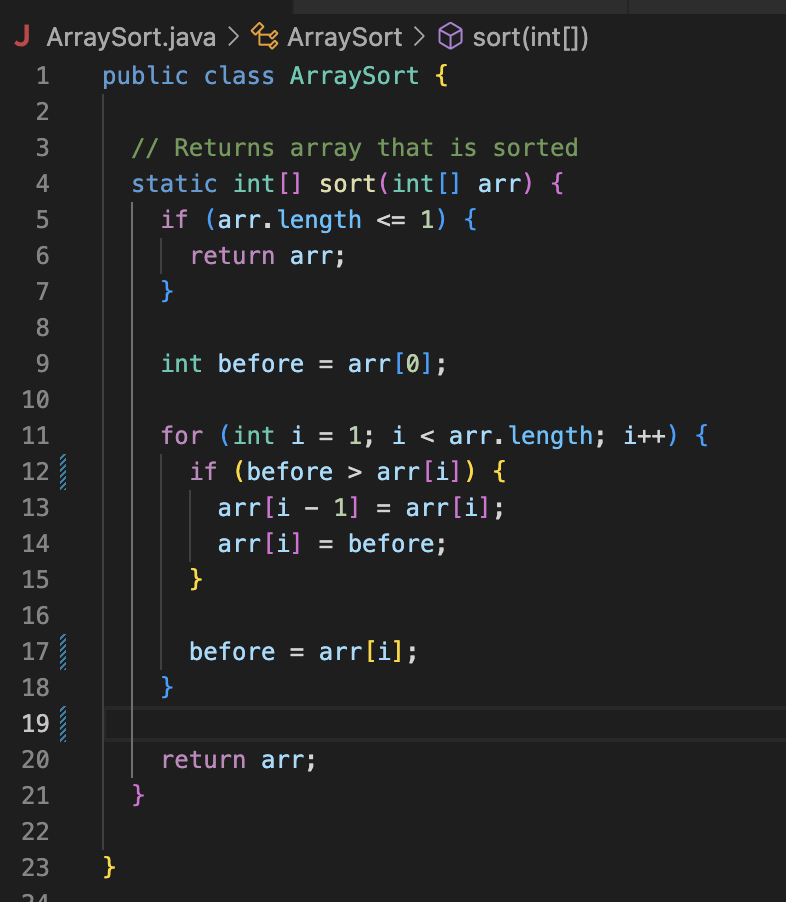 J ArraySort.java > ArraySort > sort(int[])
1 public class ArraySort {
2
3 // Returns array that is sorted
4 static int[] sort(int[] arr) {
5 if (arr.length <= 1) {
6 return arr;
7 }
8
9 int before = arr[0];
10
11 for (int i = 1; i < arr.length; i++) {
12 if (before > arr[i]) {
13 arr[i - 1] = arr[i];
14 arr[i] = before;
15 }
16
17 before = arr[i];
18 }
19
20 return arr;
21 }
22
23 }
24